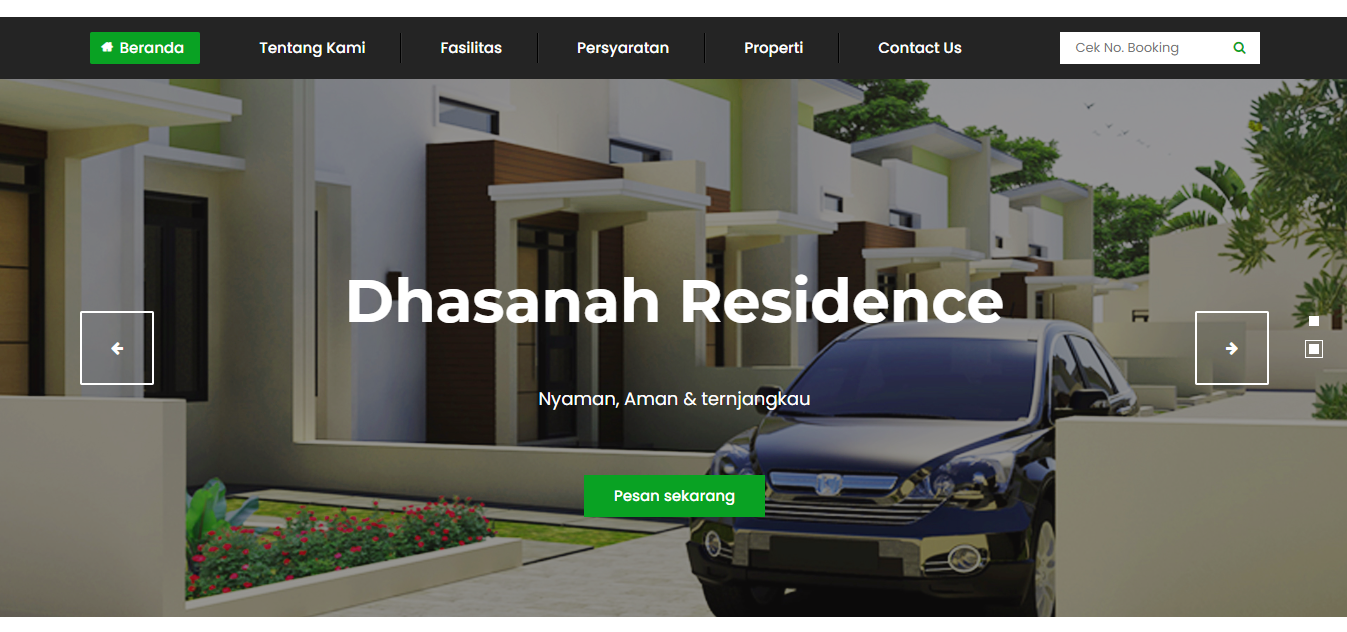 Beranda
Tentang Kami
Fasilitas
Persyaratan
Properti
Contact Us
Cek No. Booking
Dhasanah Residence
Nyaman, Aman & ternjangkau
Pesan sekarang